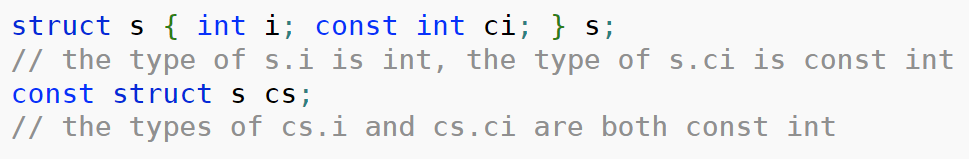 struct s { int i; const int ci; } s;
// the type of s.i is int, the type of s.ci is const int
const struct s cs;
// the types of cs.i and cs.ci are both const int